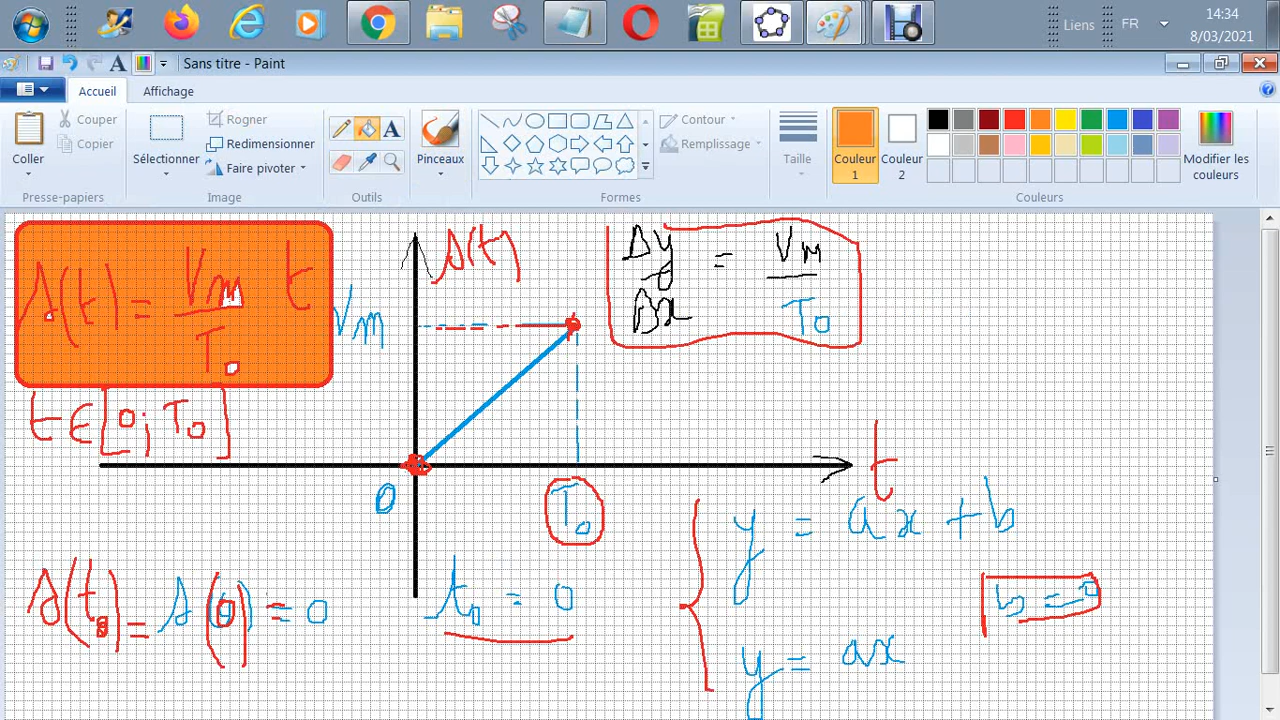 14:34
Liens
FR
8/03/2021
Sans titre - Paint
Accueil
Affichage
Coller
Couper
Copier
Presse-papiers
Sélectionner
Rogner
Redimensionner
Faire pivoter
Image
A
Outils
Pinceaux
Contour
Remplissage
Formes
Taille
Couleur 1
Couleur 2
Modifier les couleurs
Couleurs
s(t) = Vm/T0 t
t ∈ [0; T0]
s(t)
Vm
Δy/Δx = Vm/T0
0
T0
t
s(t0) = s(0) = 0
t0 = 0
y = ax + b
b = 0
y = ax